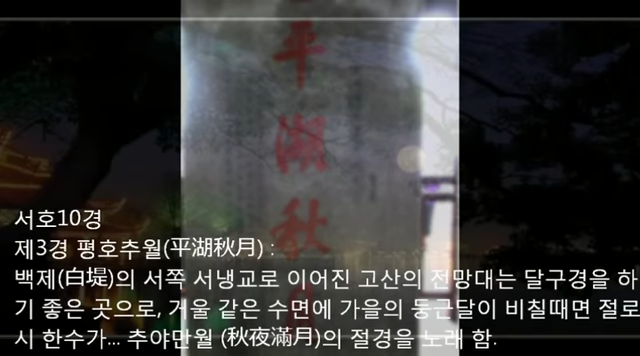 平湖秋月
서호10경
제3경 평호추월(平湖秋月) :
백제(白堤)의 서쪽 서냉교로 이어진 고산의 전망대는 달구경을 하
기 좋은 곳으로, 거울 같은 수면에 가을의 둥근달이 비칠때면 절로
시 한수가... 추야만월 (秋夜滿月)의 절경을 노래 함.